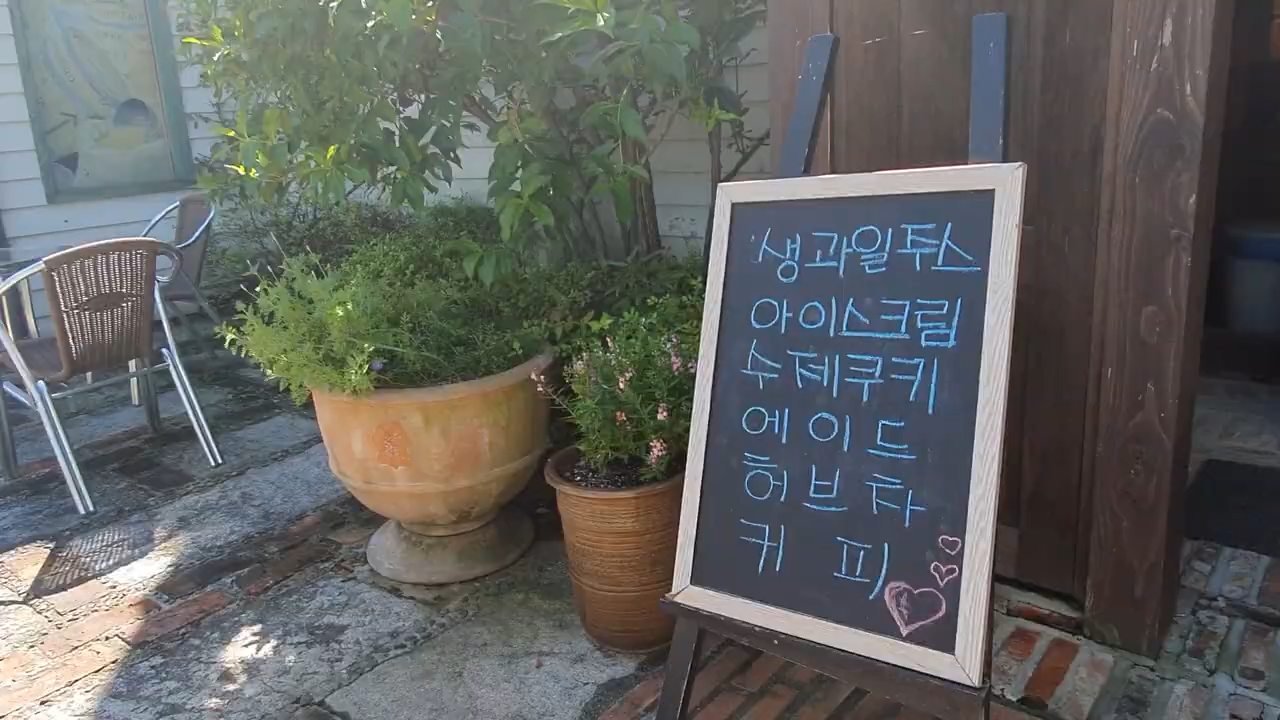 생과일쥬스
아이스크림
수제쿠키
에이드
허브차
커피